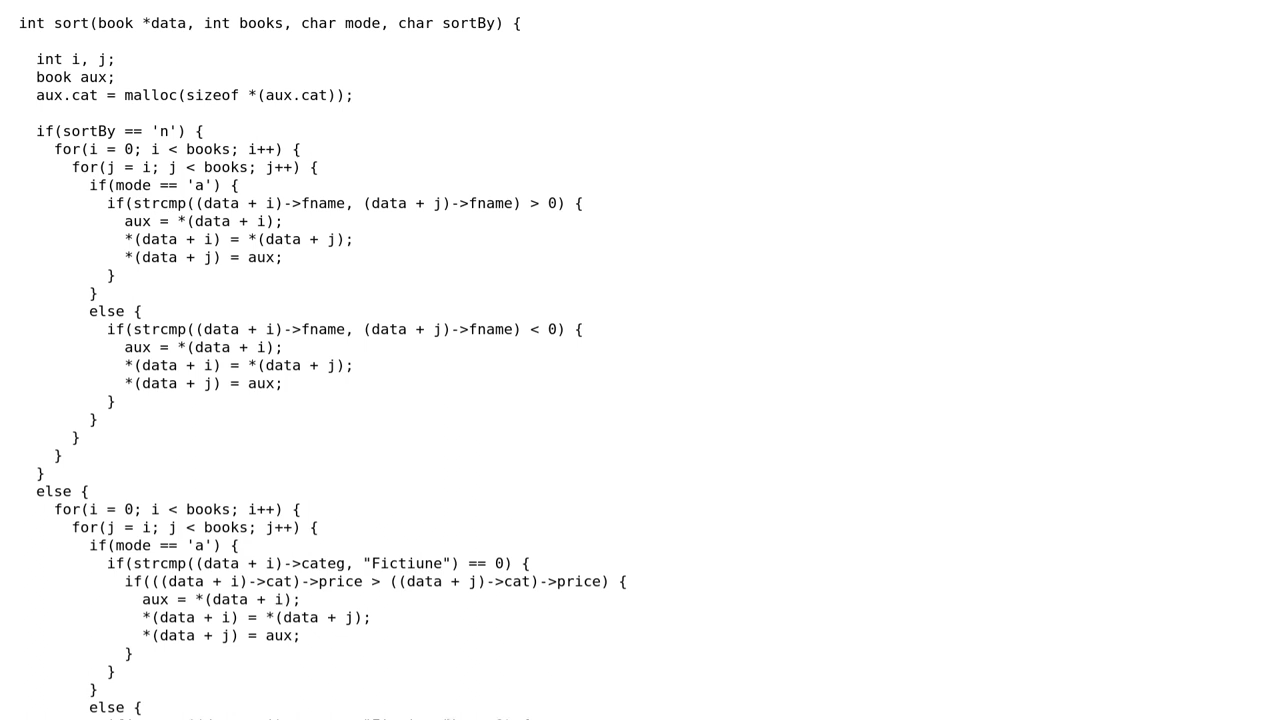 int sort(book *data, int books, char mode, char sortBy) {

  int i, j;
  book aux;
  aux.cat = malloc(sizeof *(aux.cat));

  if(sortBy == 'n') {
    for(i = 0; i < books; i++) {
      for(j = i; j < books; j++) {
        if(mode == 'a') {
          if(strcmp((data + i)->fname, (data + j)->fname) > 0) {
            aux = *(data + i);
            *(data + i) = *(data + j);
            *(data + j) = aux;
          }
        }
        else {
          if(strcmp((data + i)->fname, (data + j)->fname) < 0) {
            aux = *(data + i);
            *(data + i) = *(data + j);
            *(data + j) = aux;
          }
        }
      }
    }
  }
  else {
    for(i = 0; i < books; i++) {
      for(j = i; j < books; j++) {
        if(mode == 'a') {
          if(strcmp((data + i)->categ, "Fictiune") == 0) {
            if(((data + i)->cat)->price > ((data + j)->cat)->price) {
              aux = *(data + i);
              *(data + i) = *(data + j);
              *(data + j) = aux;
            }
          }
        }
        else {